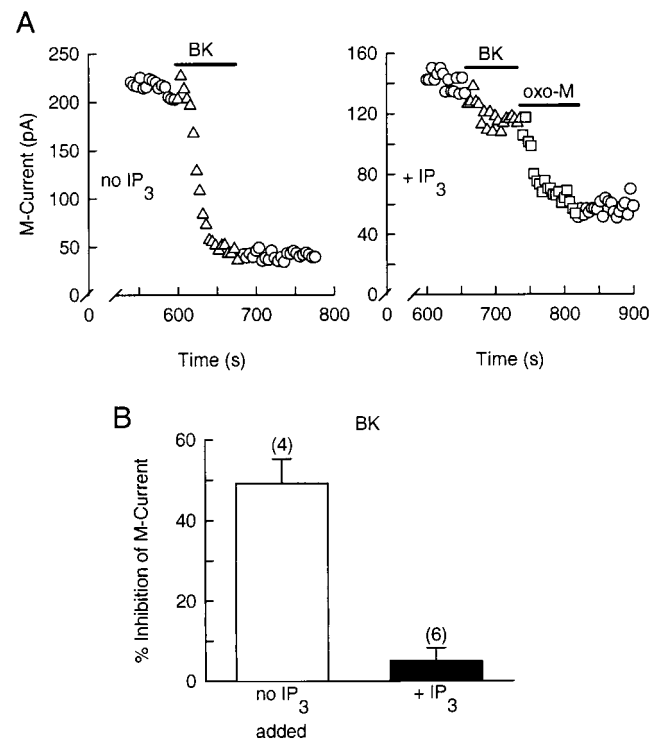 A
M-Current (pA)
250
200
150
100
50
0
BK
no IP3
0
600
700
800
Time (s)
160
120
80
40
0
BK
oxo-M
+ IP3
0
600
700
800
900
Time (s)
B
BK
% Inhibition of M-Current
60
40
20
0
(4)
(6)
no IP3
added
+ IP3